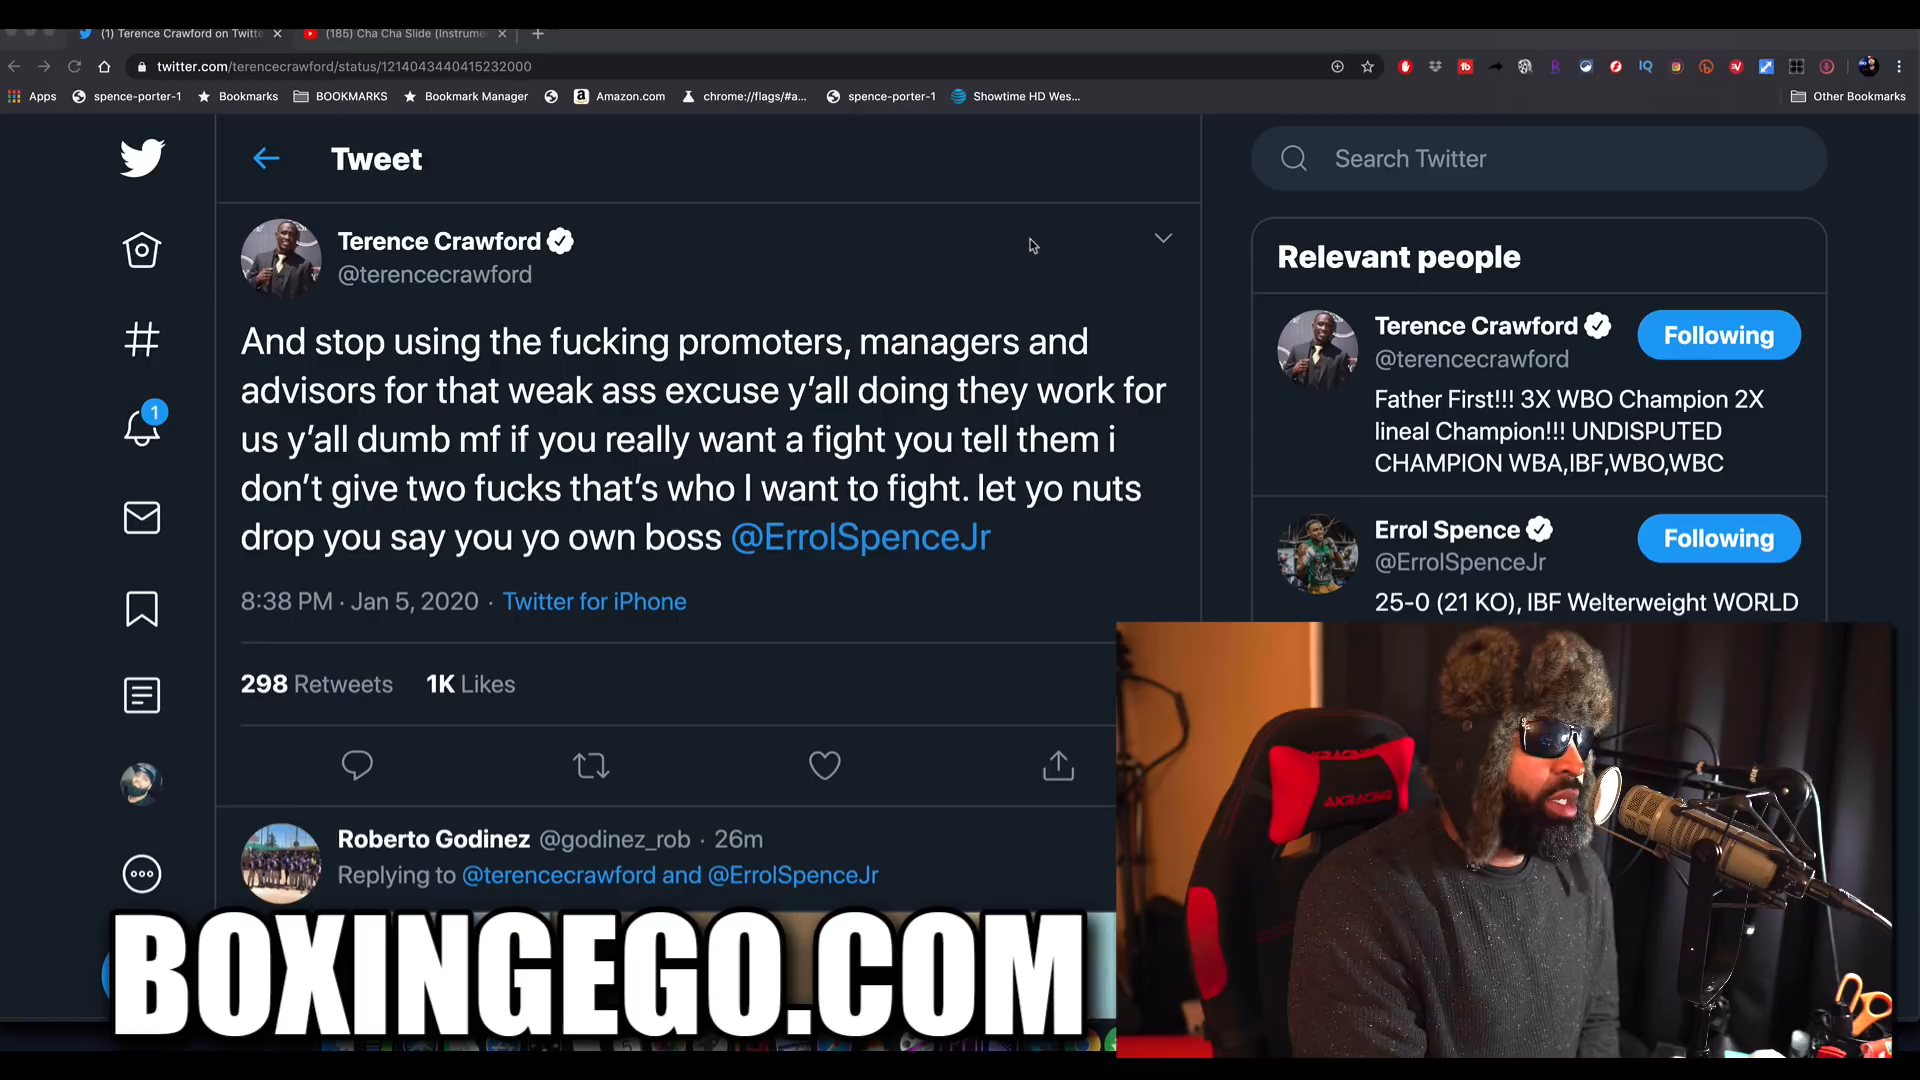 (1) Terence Crawford on Twitte
(185) Cha Cha Slide (Instrume
twitter.com/terencecrawford/status/1214043440415232000
Apps
spence-porter-1
Bookmarks
BOOKMARKS
Bookmark Manager
Amazon.com
chrome://flags/#a...
spence-porter-1
Showtime HD Wes...
Other Bookmarks
Tweet
Search Twitter
Terence Crawford
@terencecrawford
And stop using the fucking promoters, managers and
advisors for that weak ass excuse y'all doing they work for
us y'all dumb mf if you really want a fight you tell them i
don't give two fucks that's who I want to fight. let yo nuts
drop you say you yo own boss @ErrolSpenceJr
8:38 PM · Jan 5, 2020 · Twitter for iPhone
298 Retweets 1K Likes
1
Roberto Godinez @godinez_rob · 26m
Replying to @terencecrawford and @ErrolSpenceJr
Relevant people
Terence Crawford
@terencecrawford
Following
Father First!!! 3X WBO Champion 2X
lineal Champion!!! UNDISPUTED
CHAMPION WBA,IBF,WBO,WBC
Errol Spence
@ErrolSpenceJr
Following
25-0 (21 KO), IBF Welterweight WORLD
AKRACING
AKRACING
BOXINGEGO.COM